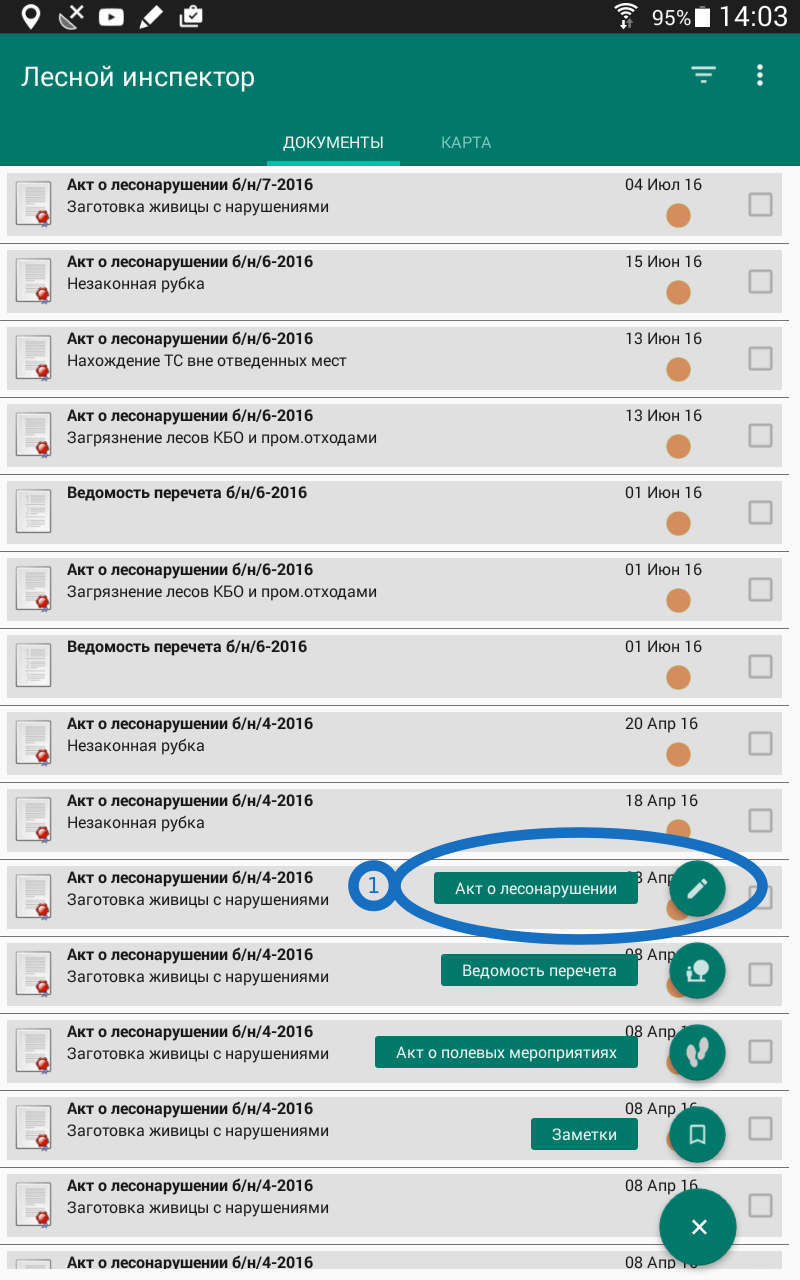 95% 14:03
Лесной инспектор
ДОКУМЕНТЫ КАРТА
Акт о лесонарушении б/н/7-2016 04 Июл 16
Заготовка живицы с нарушениями
Акт о лесонарушении б/н/6-2016 15 Июн 16
Незаконная рубка
Акт о лесонарушении б/н/6-2016 13 Июн 16
Нахождение ТС вне отведенных мест
Акт о лесонарушении б/н/6-2016 13 Июн 16
Загрязнение лесов КБО и пром.отходами
Ведомость перечета б/н/6-2016 01 Июн 16
Акт о лесонарушении б/н/6-2016 01 Июн 16
Загрязнение лесов КБО и пром.отходами
Ведомость перечета б/н/6-2016 01 Июн 16
Акт о лесонарушении б/н/4-2016 20 Апр 16
Незаконная рубка
Акт о лесонарушении б/н/4-2016 18 Апр 16
Незаконная рубка
Акт о лесонарушении б/н/4-2016
Заготовка живицы с нарушениями 1 Акт о лесонарушении
Акт о лесонарушении б/н/4-2016 08 Апр
Заготовка живицы с нарушениями Ведомость перечета
Акт о лесонарушении б/н/4-2016 08 Апр
Заготовка живицы с нарушениями Акт о полевых мероприятиях
Акт о лесонарушении б/н/4-2016 08 Апр 16
Заготовка живицы с нарушениями Заметки
Акт о лесонарушении б/н/4-2016 08 Апр 16
Заготовка живицы с нарушениями
Акт о лесонарушении б/н/4-2016 08 Апр 16